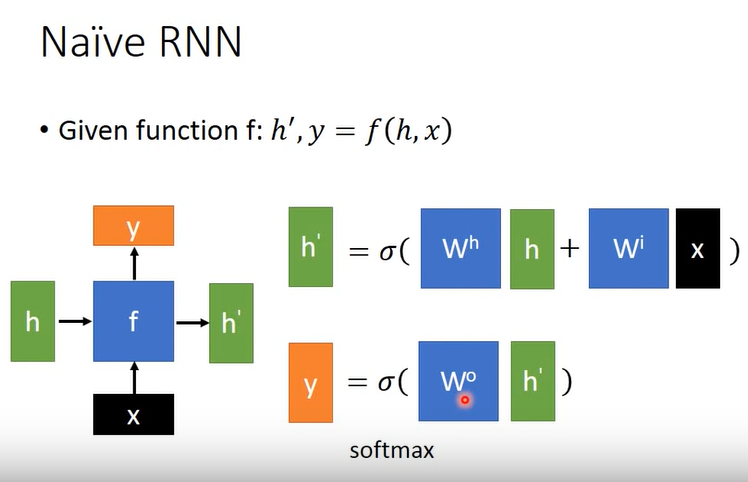 Naïve RNN
• Given function f: h′, y = f(h, x)
y
h f h'
x
h' = σ( Wʰ h + Wⁱ x )
y = σ( Wᵒ h' )
softmax